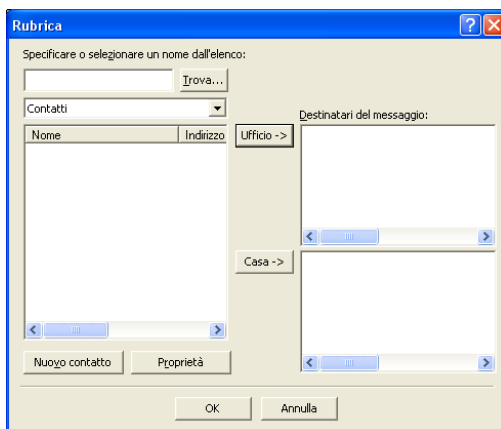 Rubrica
Specificare o selezionare un nome dall'elenco:
Trova...
Contatti
Destinatari del messaggio:
Nome Indirizzo
Ufficio ->
Casa ->
Nuovo contatto Proprietà
OK Annulla